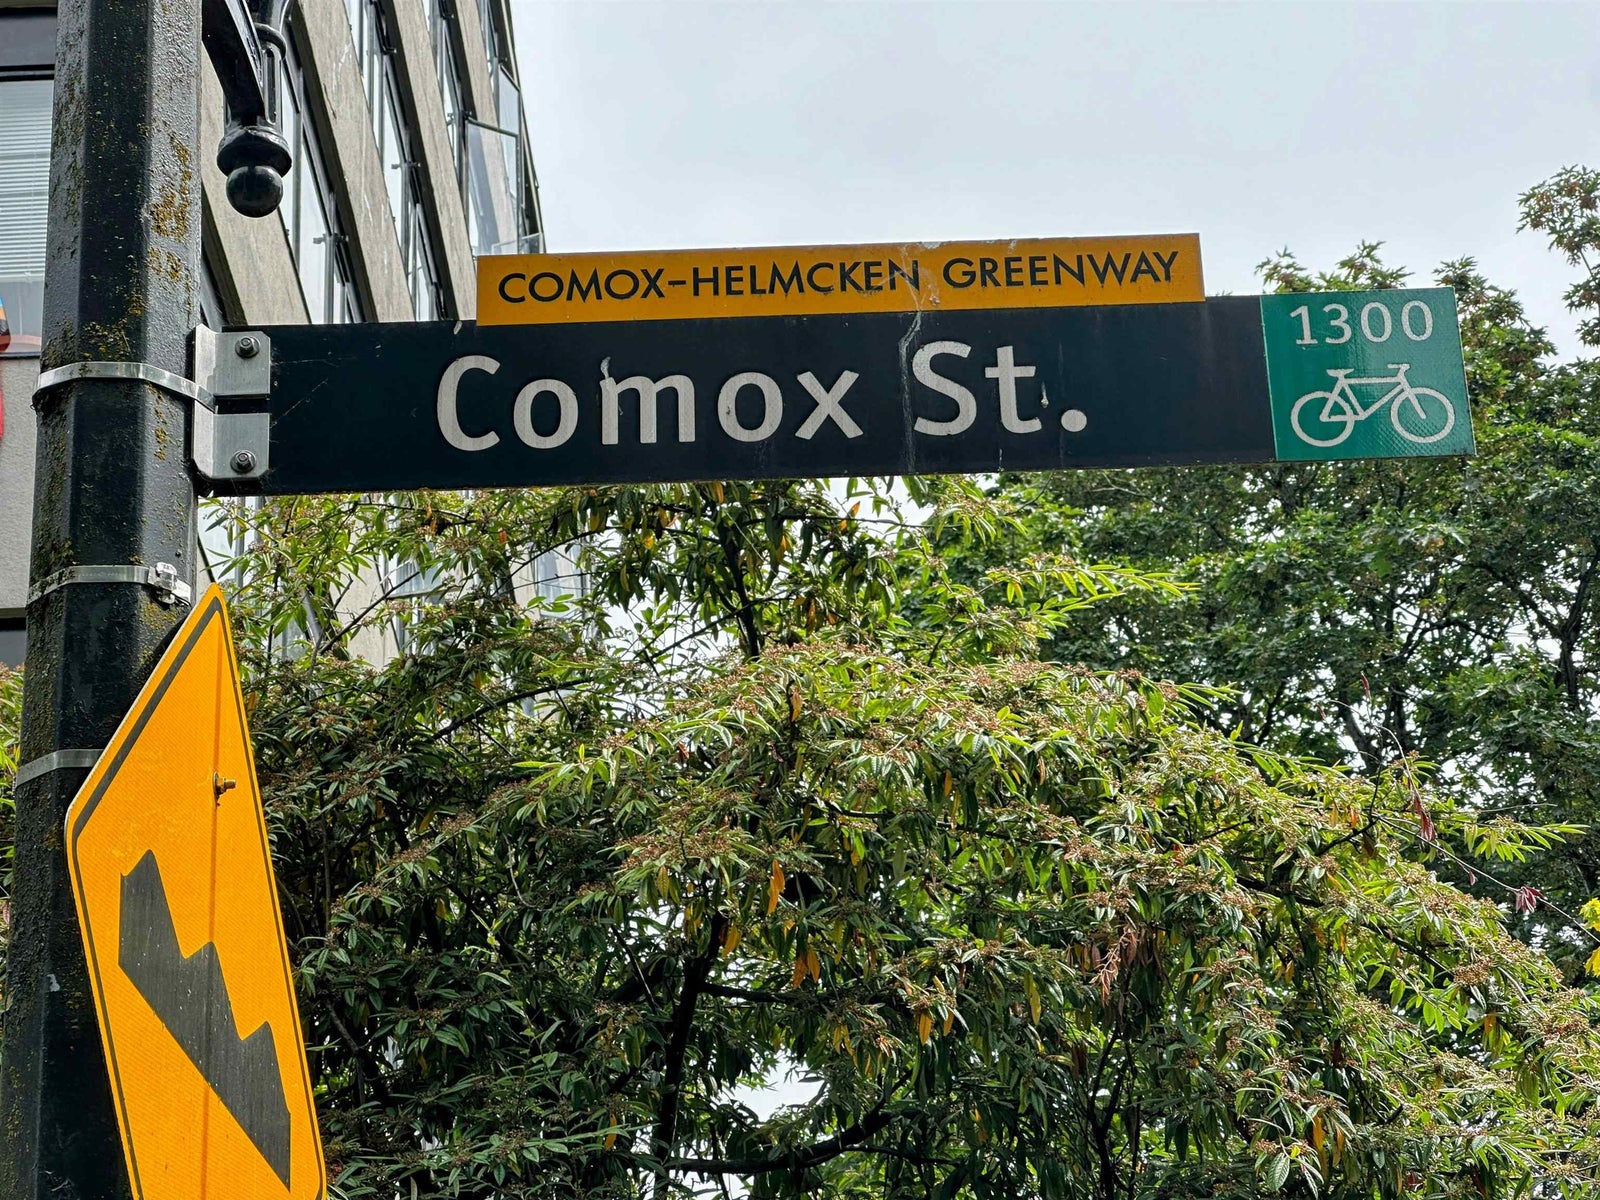 COMOX-HELMCKEN GREENWAY
Comox St.
1300